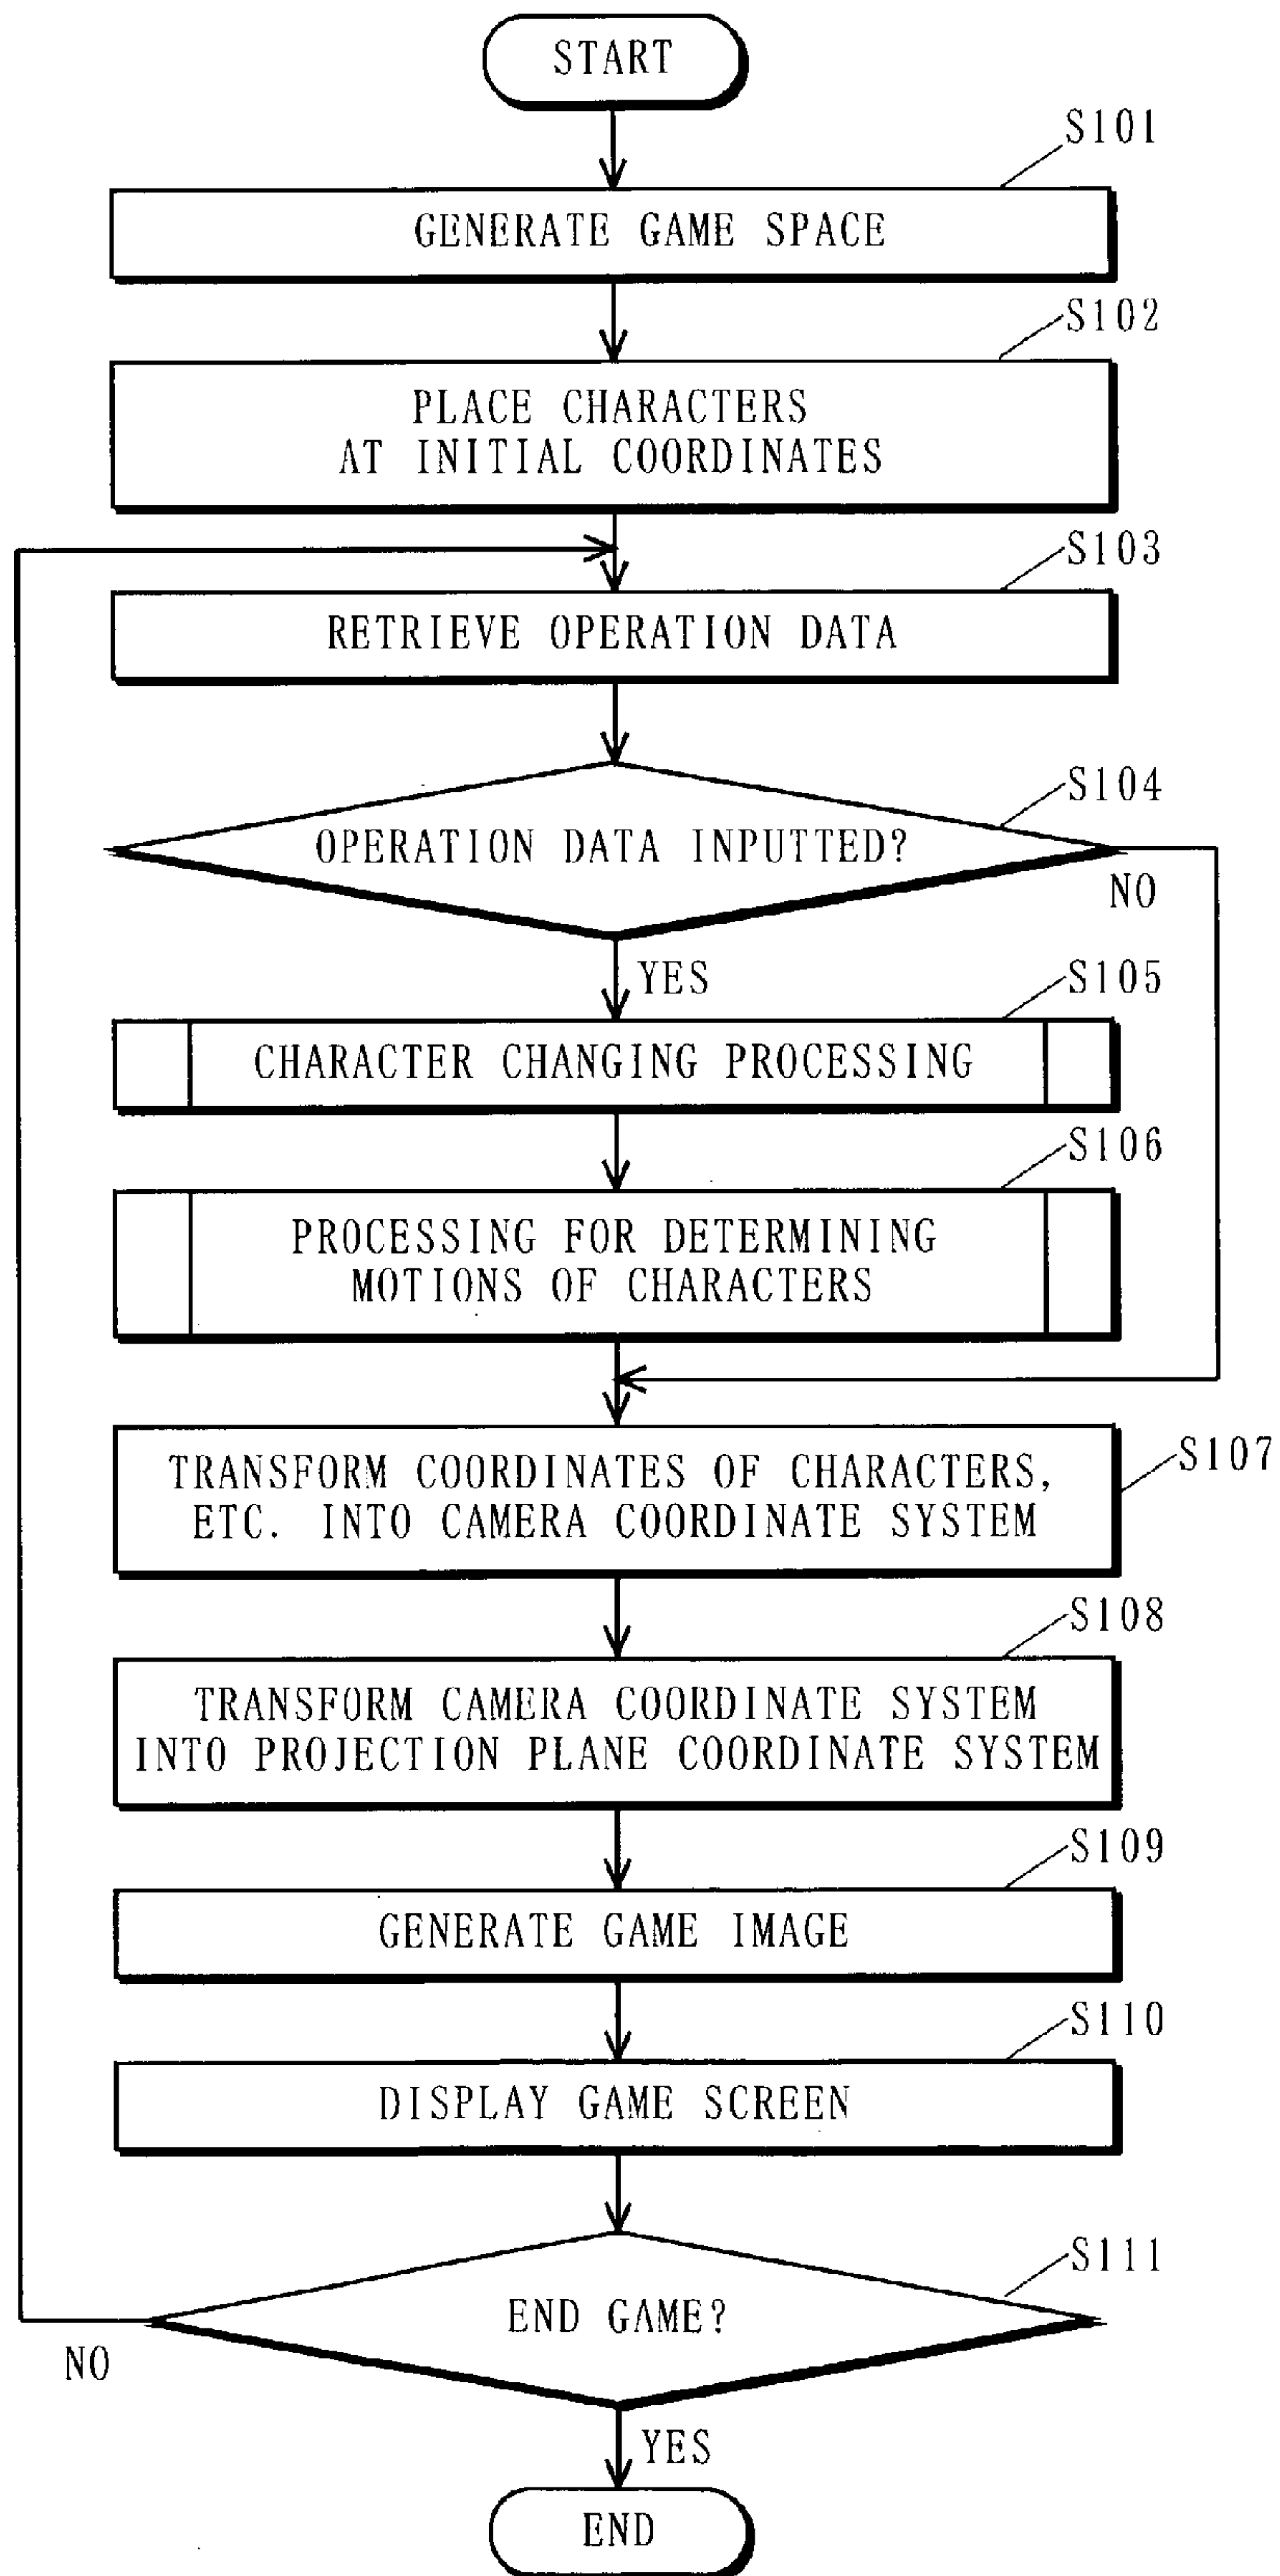 START
S101
GENERATE GAME SPACE
S102
PLACE CHARACTERS
AT INITIAL COORDINATES
S103
RETRIEVE OPERATION DATA
S104
OPERATION DATA INPUTTED?
NO
YES
S105
CHARACTER CHANGING PROCESSING
S106
PROCESSING FOR DETERMINING
MOTIONS OF CHARACTERS
S107
TRANSFORM COORDINATES OF CHARACTERS,
ETC. INTO CAMERA COORDINATE SYSTEM
S108
TRANSFORM CAMERA COORDINATE SYSTEM
INTO PROJECTION PLANE COORDINATE SYSTEM
S109
GENERATE GAME IMAGE
S110
DISPLAY GAME SCREEN
S111
END GAME?
NO
YES
END